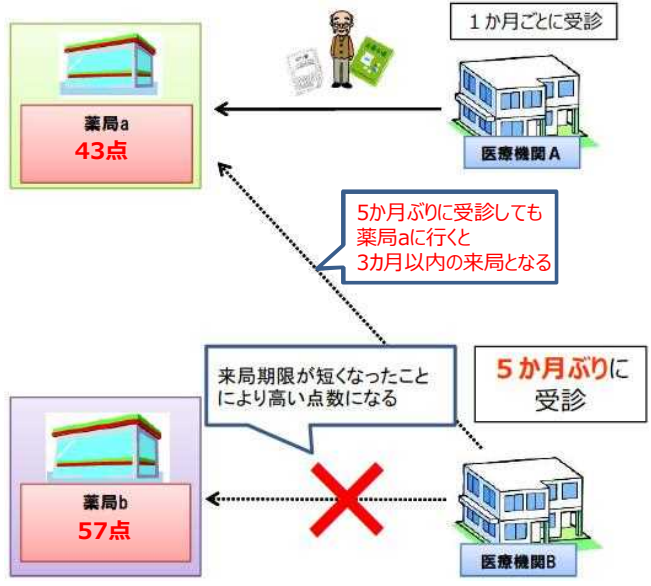 1か月ごとに受診
薬局a
43点
医療機関A
5か月ぶりに受診しても
薬局aに行くと
3カ月以内の来局となる
来局期限が短くなったこと
により高い点数になる
5か月ぶりに
受診
薬局b
57点
医療機関B